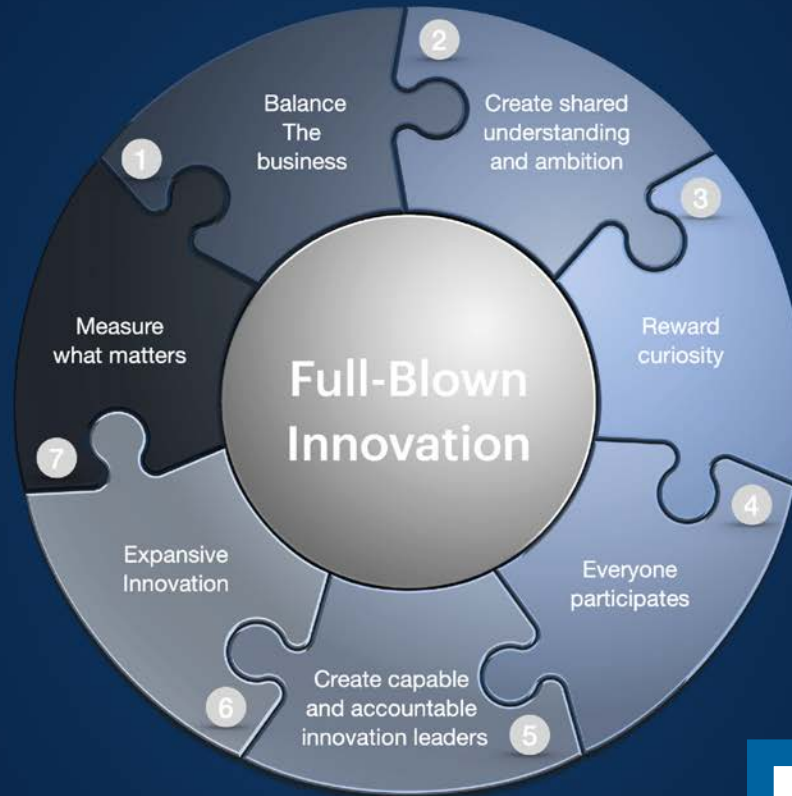 Full-Blown
Innovation
1
Balance
The
business
2
Create shared
understanding
and ambition
3
Reward
curiosity
4
Everyone
participates
5
Create capable
and accountable
innovation leaders
6
Expansive
Innovation
7
Measure
what matters